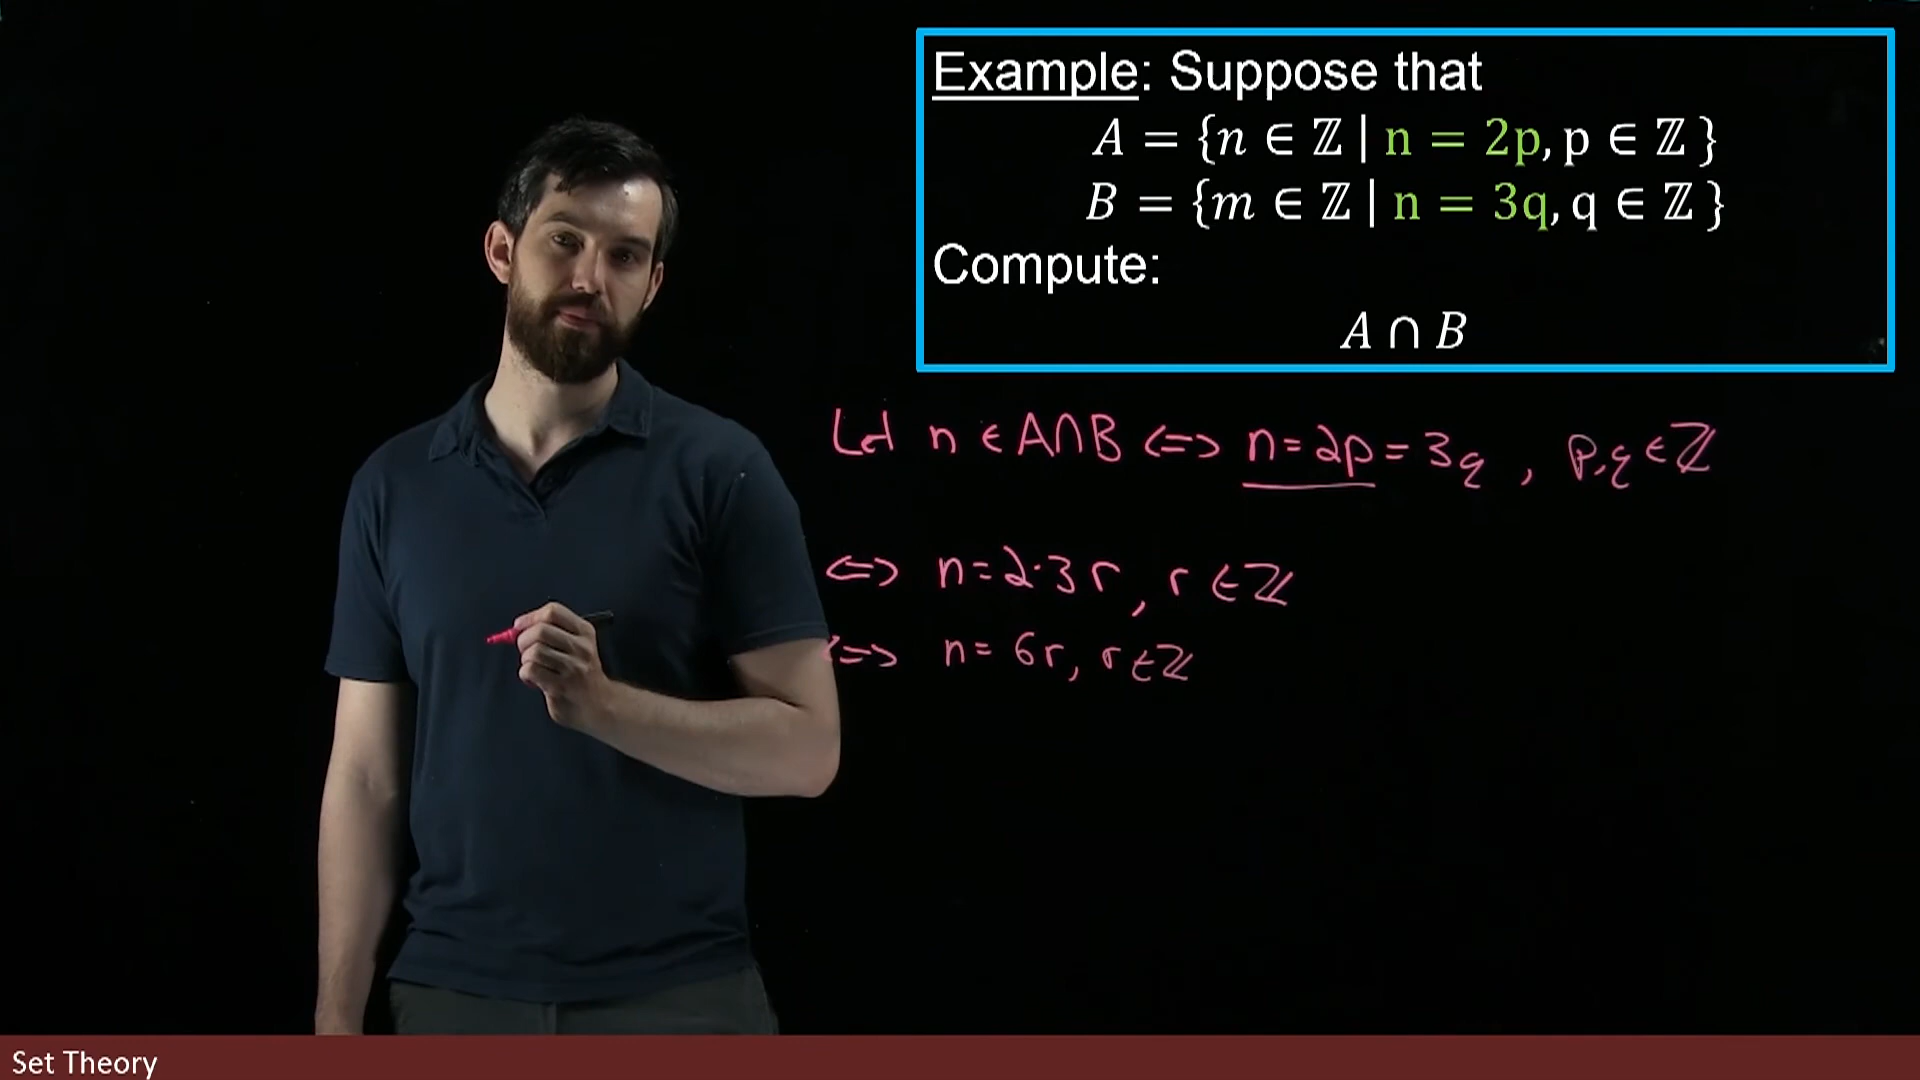 Example: Suppose that
A = {n ∈ ℤ | n = 2p, p ∈ ℤ }
B = {m ∈ ℤ | n = 3q, q ∈ ℤ }
Compute:
A ∩ B
Let n ∈ A∩B <=> n=2p=3q , p,q ∈ ℤ
<=> n=2·3r, r ∈ ℤ
<=> n= 6r, r ∈ ℤ
Set Theory